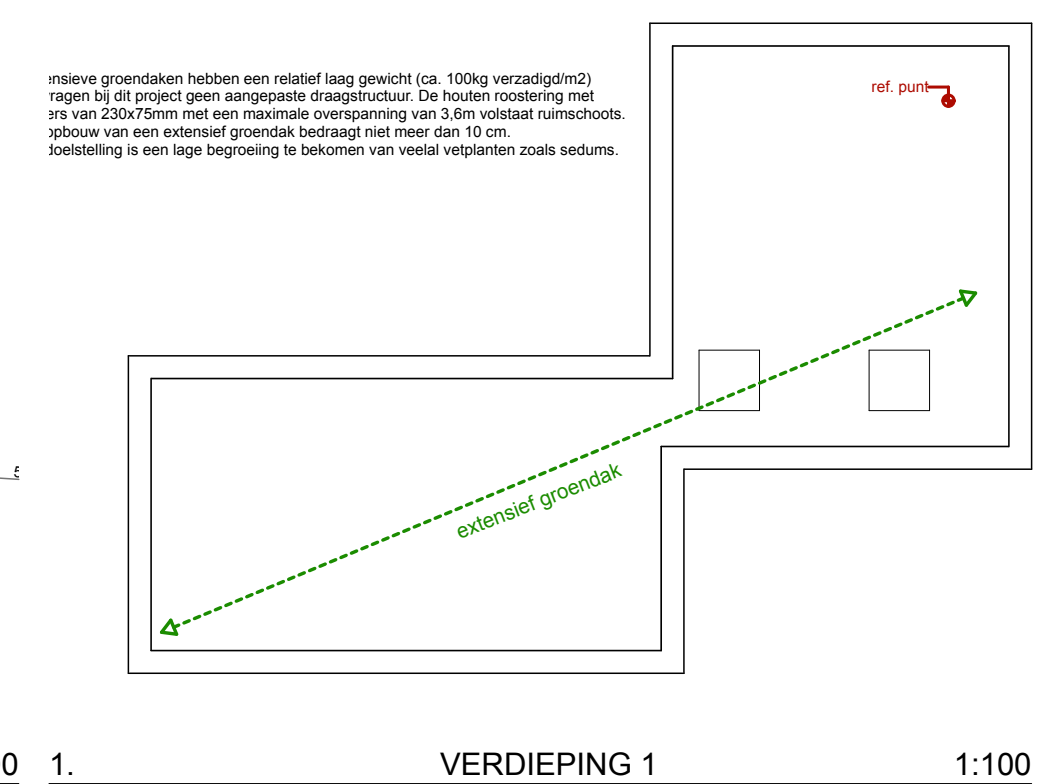 ensieve groendaken hebben een relatief laag gewicht (ca. 100kg verzadigd/m2)
ragen bij dit project geen aangepaste draagstructuur. De houten roostering met
ers van 230x75mm met een maximale overspanning van 3,6m volstaat ruimschoots.
opbouw van een extensief groendak bedraagt niet meer dan 10 cm.
doelstelling is een lage begroeiing te bekomen van veelal vetplanten zoals sedums.
ref. punt
extensief groendak
0 1. VERDIEPING 1 1:100